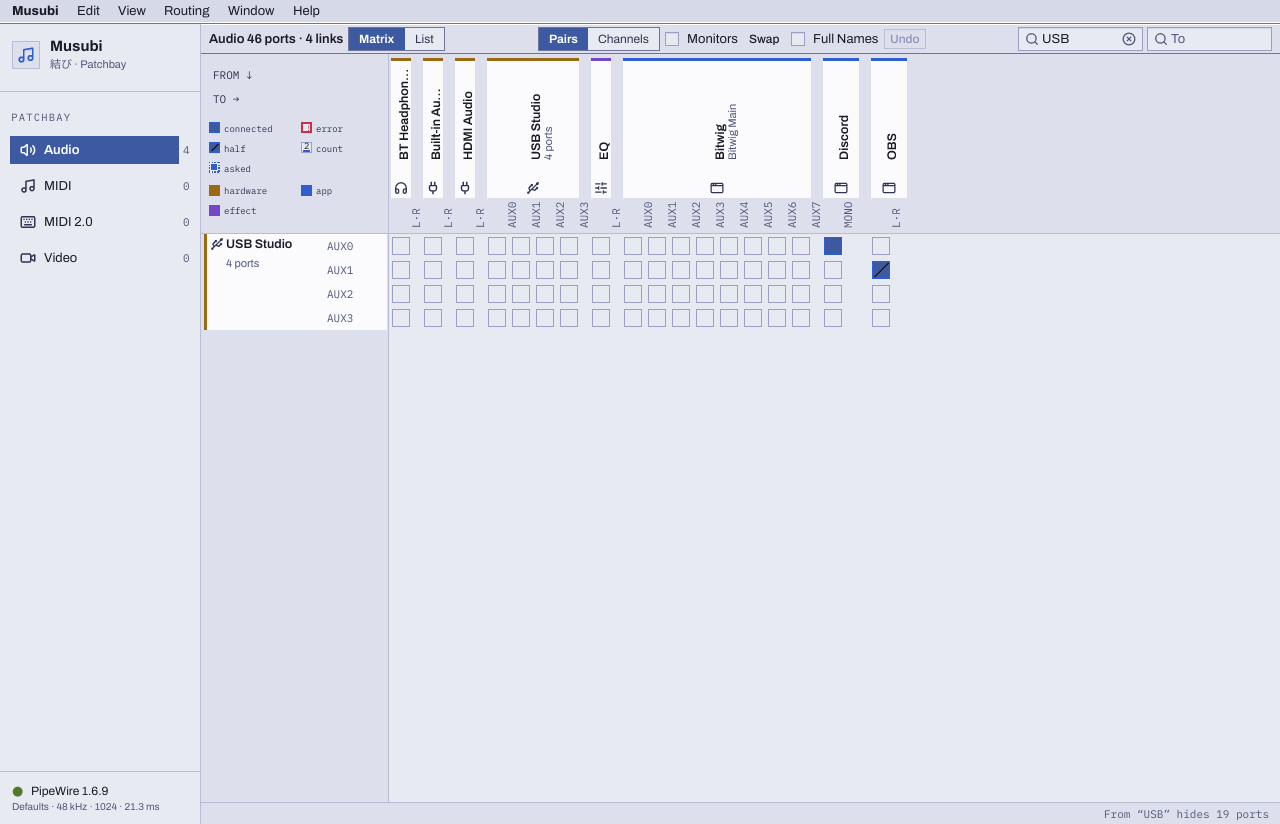 Musubi Edit View Routing Window Help
Musubi
結び · Patchbay
PATCHBAY
Audio 4
MIDI 0
MIDI 2.0 0
Video 0
PipeWire 1.6.9
Defaults · 48 kHz · 1024 · 21.3 ms
Audio 46 ports · 4 links Matrix List Pairs Channels Monitors Swap Full Names Undo USB To
FROM ↓
TO →
connected error
half 2 count
asked
hardware app
effect
BT Headphon…
Built-in Au…
HDMI Audio
USB Studio
4 ports
EQ
Bitwig
Bitwig Main
Discord
OBS
L·R L·R L·R AUX0 AUX1 AUX2 AUX3 L·R AUX0 AUX1 AUX2 AUX3 AUX4 AUX5 AUX6 AUX7 MONO L·R
USB Studio AUX0
4 ports AUX1
AUX2
AUX3
From “USB” hides 19 ports